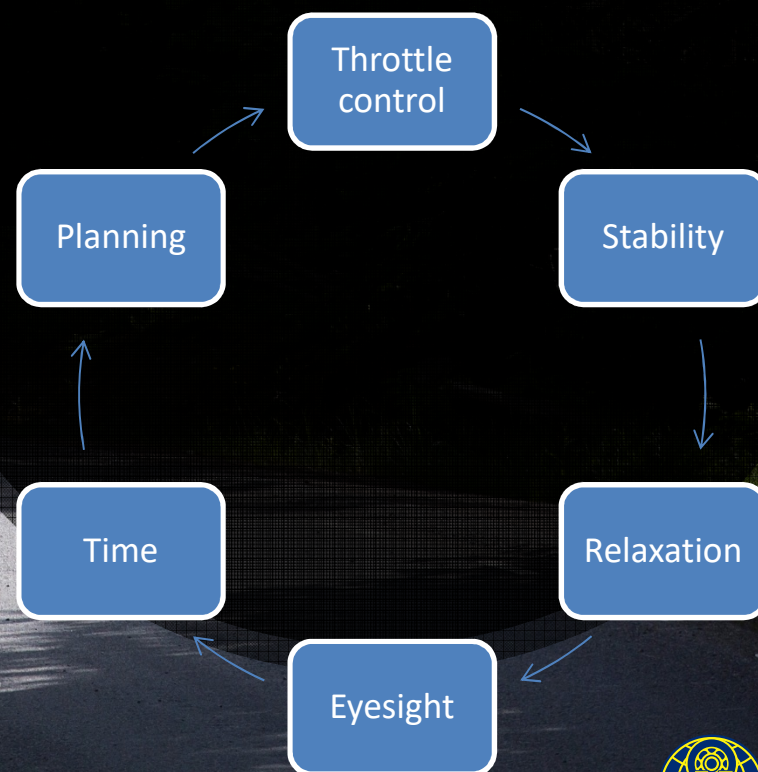 Throttle
control
Stability
Relaxation
Eyesight
Time
Planning